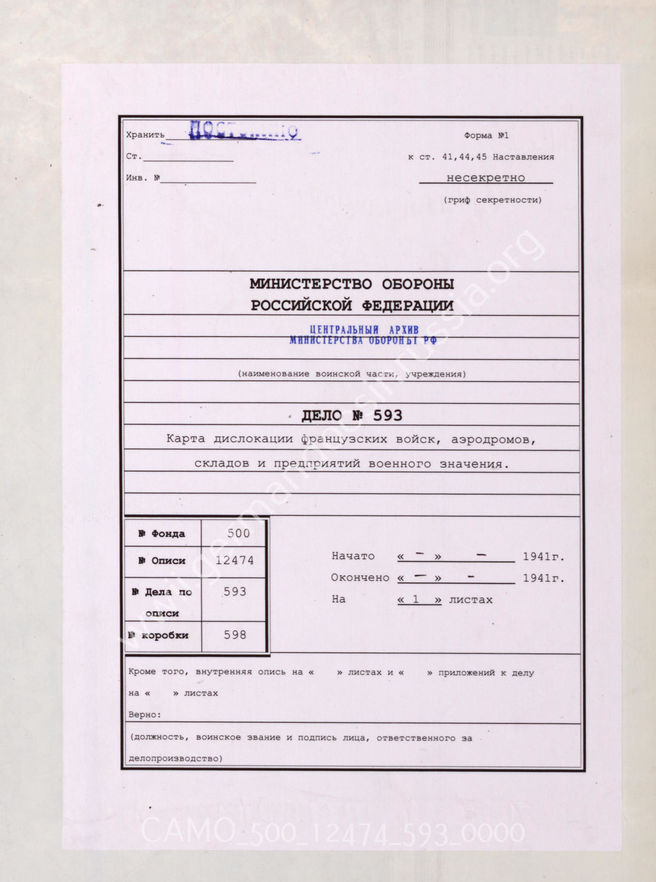 Хранить ПОСТОЯННО
Форма №1
Ст.
к ст. 41,44,45 Наставления
Инв. №
несекретно
(гриф секретности)
МИНИСТЕРСТВО ОБОРОНЫ
РОССИЙСКОЙ ФЕДЕРАЦИИ
ЦЕНТРАЛЬНЫЙ АРХИВ
МИНИСТЕРСТВА ОБОРОНЫ РФ
(наименование воинской части, учреждения)
ДЕЛО № 593
Карта дислокации французских войск, аэродромов,
складов и предприятий военного значения.
№ Фонда 500
№ Описи 12474
№ Дела по
описи
593
№ коробки 598
Начато « — » — 1941г.
Окончено « — » - 1941г.
На « 1 » листах
Кроме того, внутренняя опись на « » листах и « » приложений к делу
на « » листах
Верно:
(должность, воинское звание и подпись лица, ответственного за
делопроизводство)
www.germandocsinrussia.org
CAMO_500_12474_593_0000